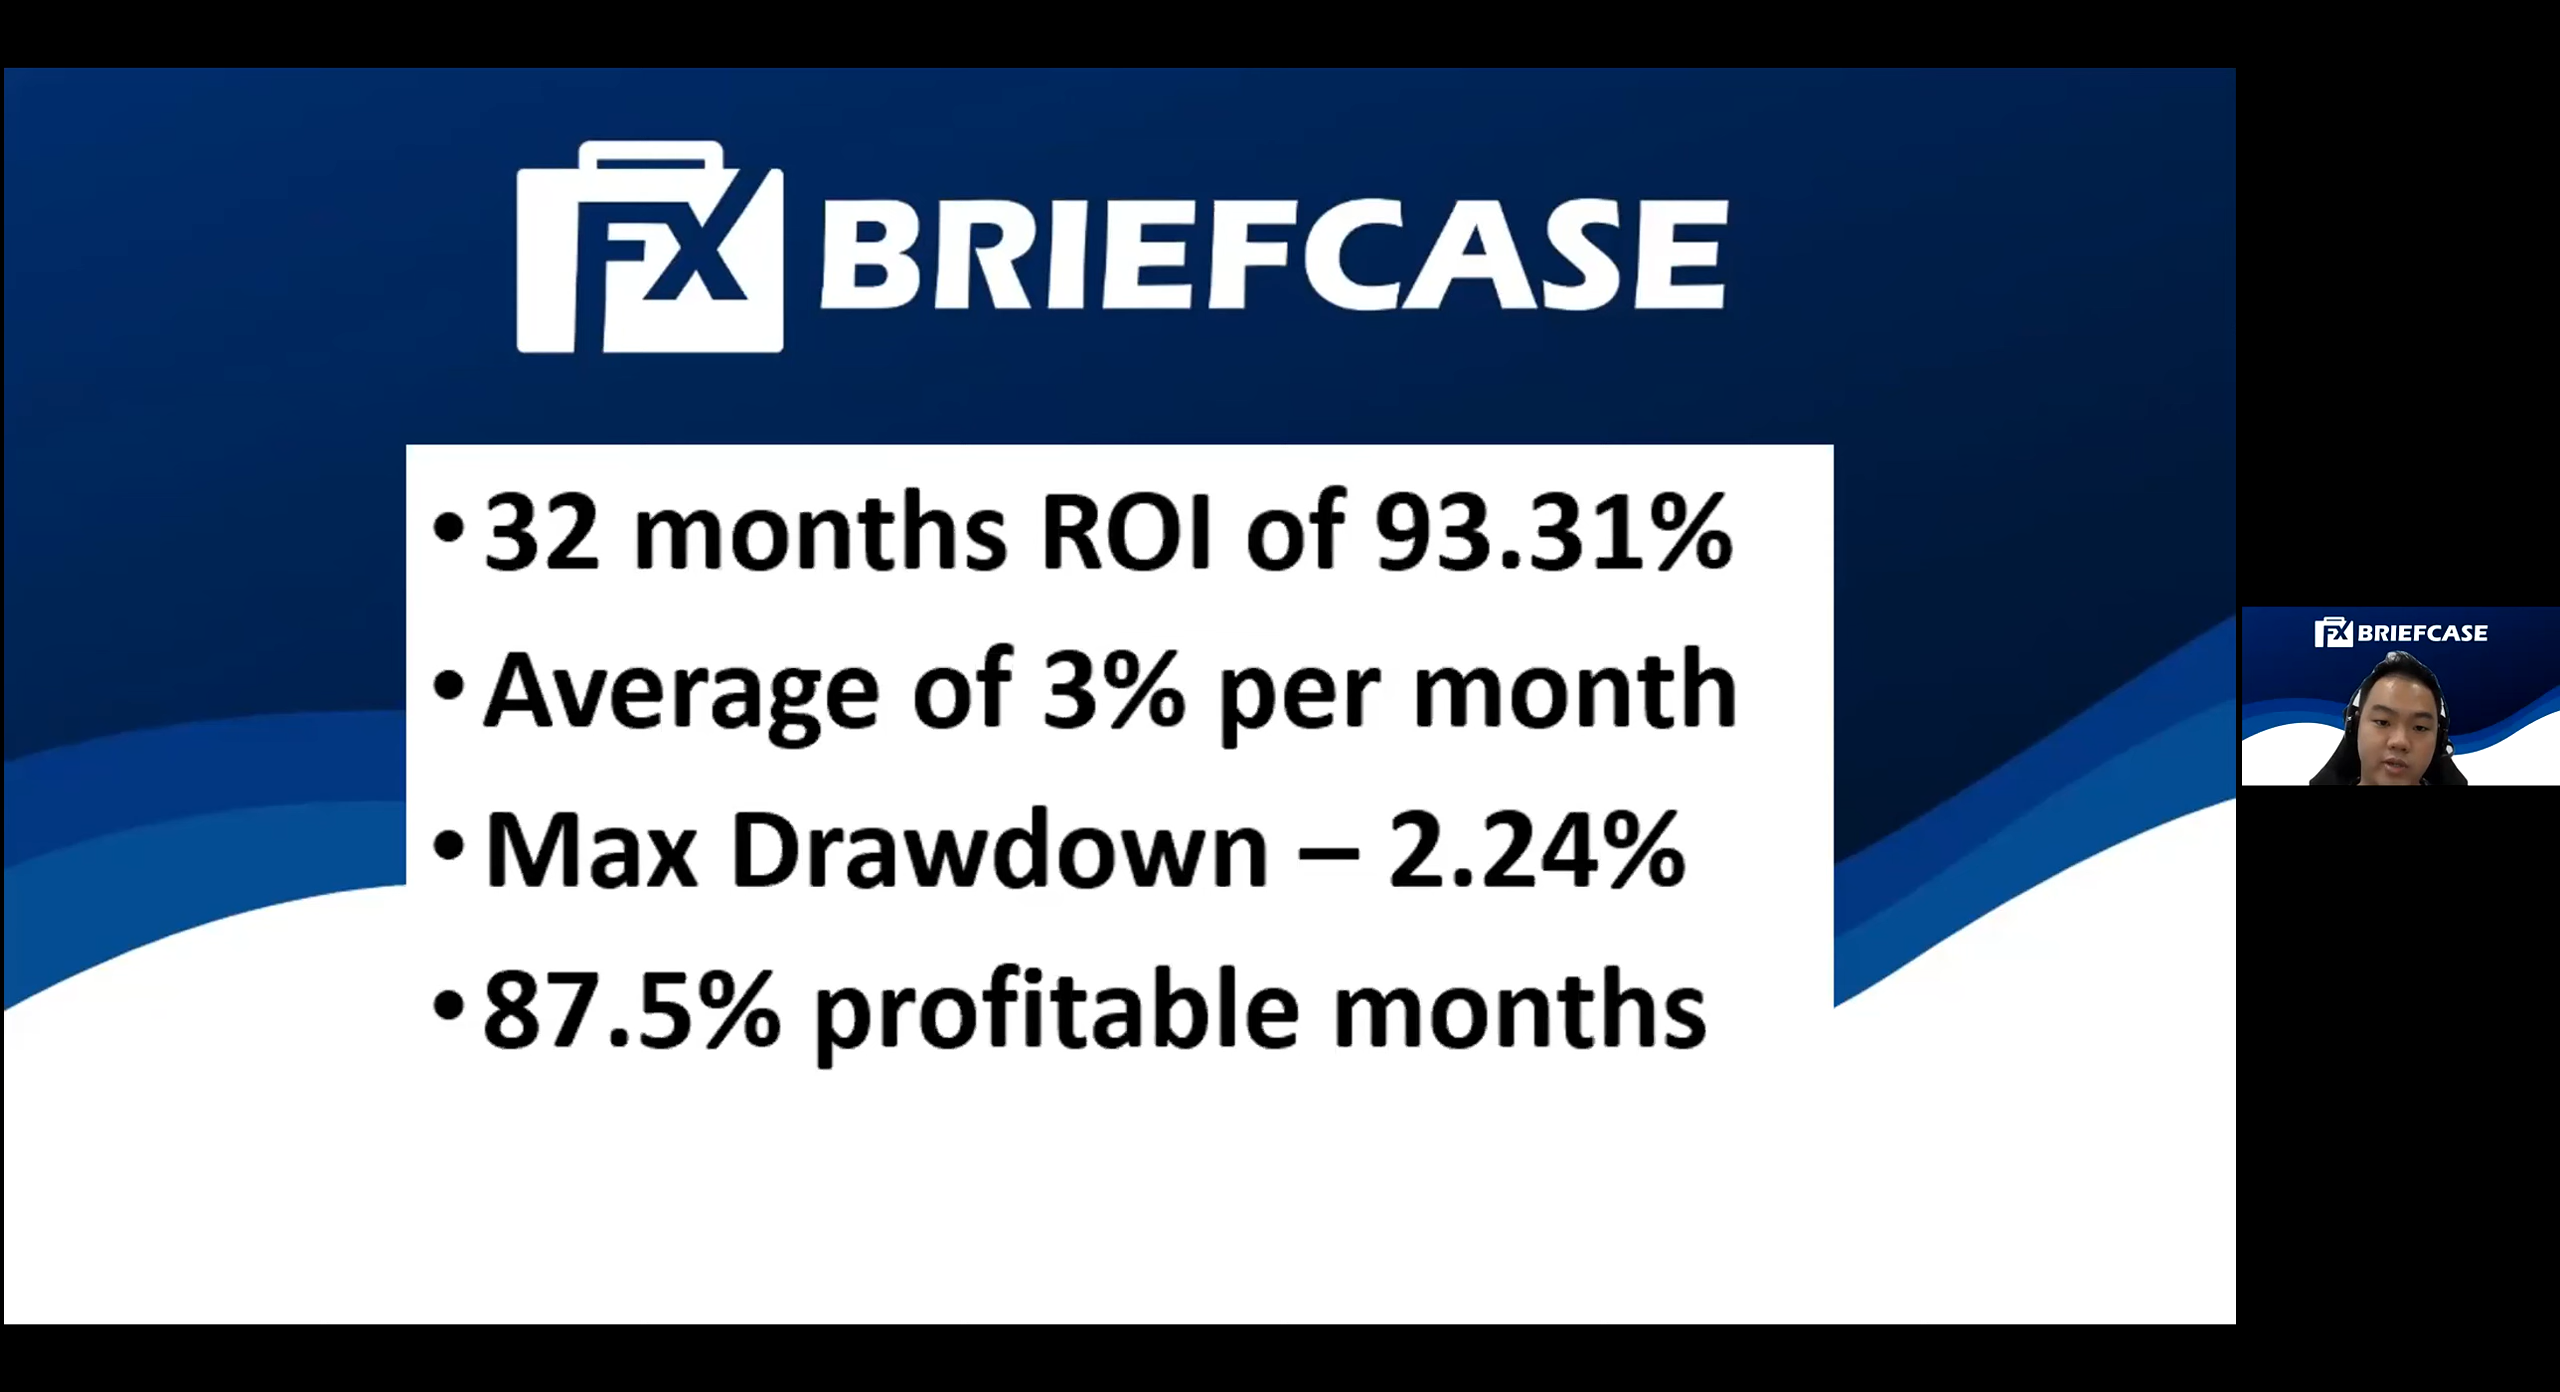 FX BRIEFCASE
• 32 months ROI of 93.31%
• Average of 3% per month
• Max Drawdown – 2.24%
• 87.5% profitable months
FX BRIEFCASE